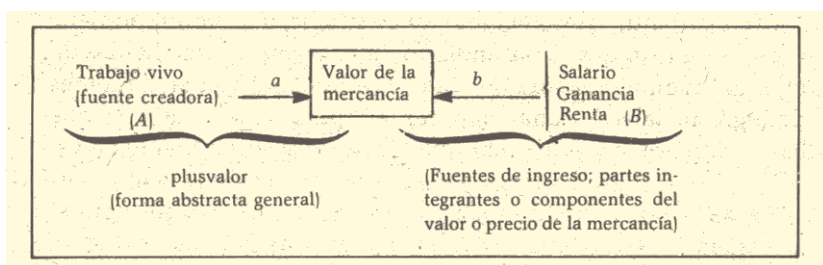 Trabajo vivo
(fuente creadora)
(A)
a
Valor de la
mercancía
b
Salario
Ganancia
Renta (B)
plusvalor
(forma abstracta general)
(Fuentes de ingreso; partes in-
tegrantes o componentes del
valor o precio de la mercancía)